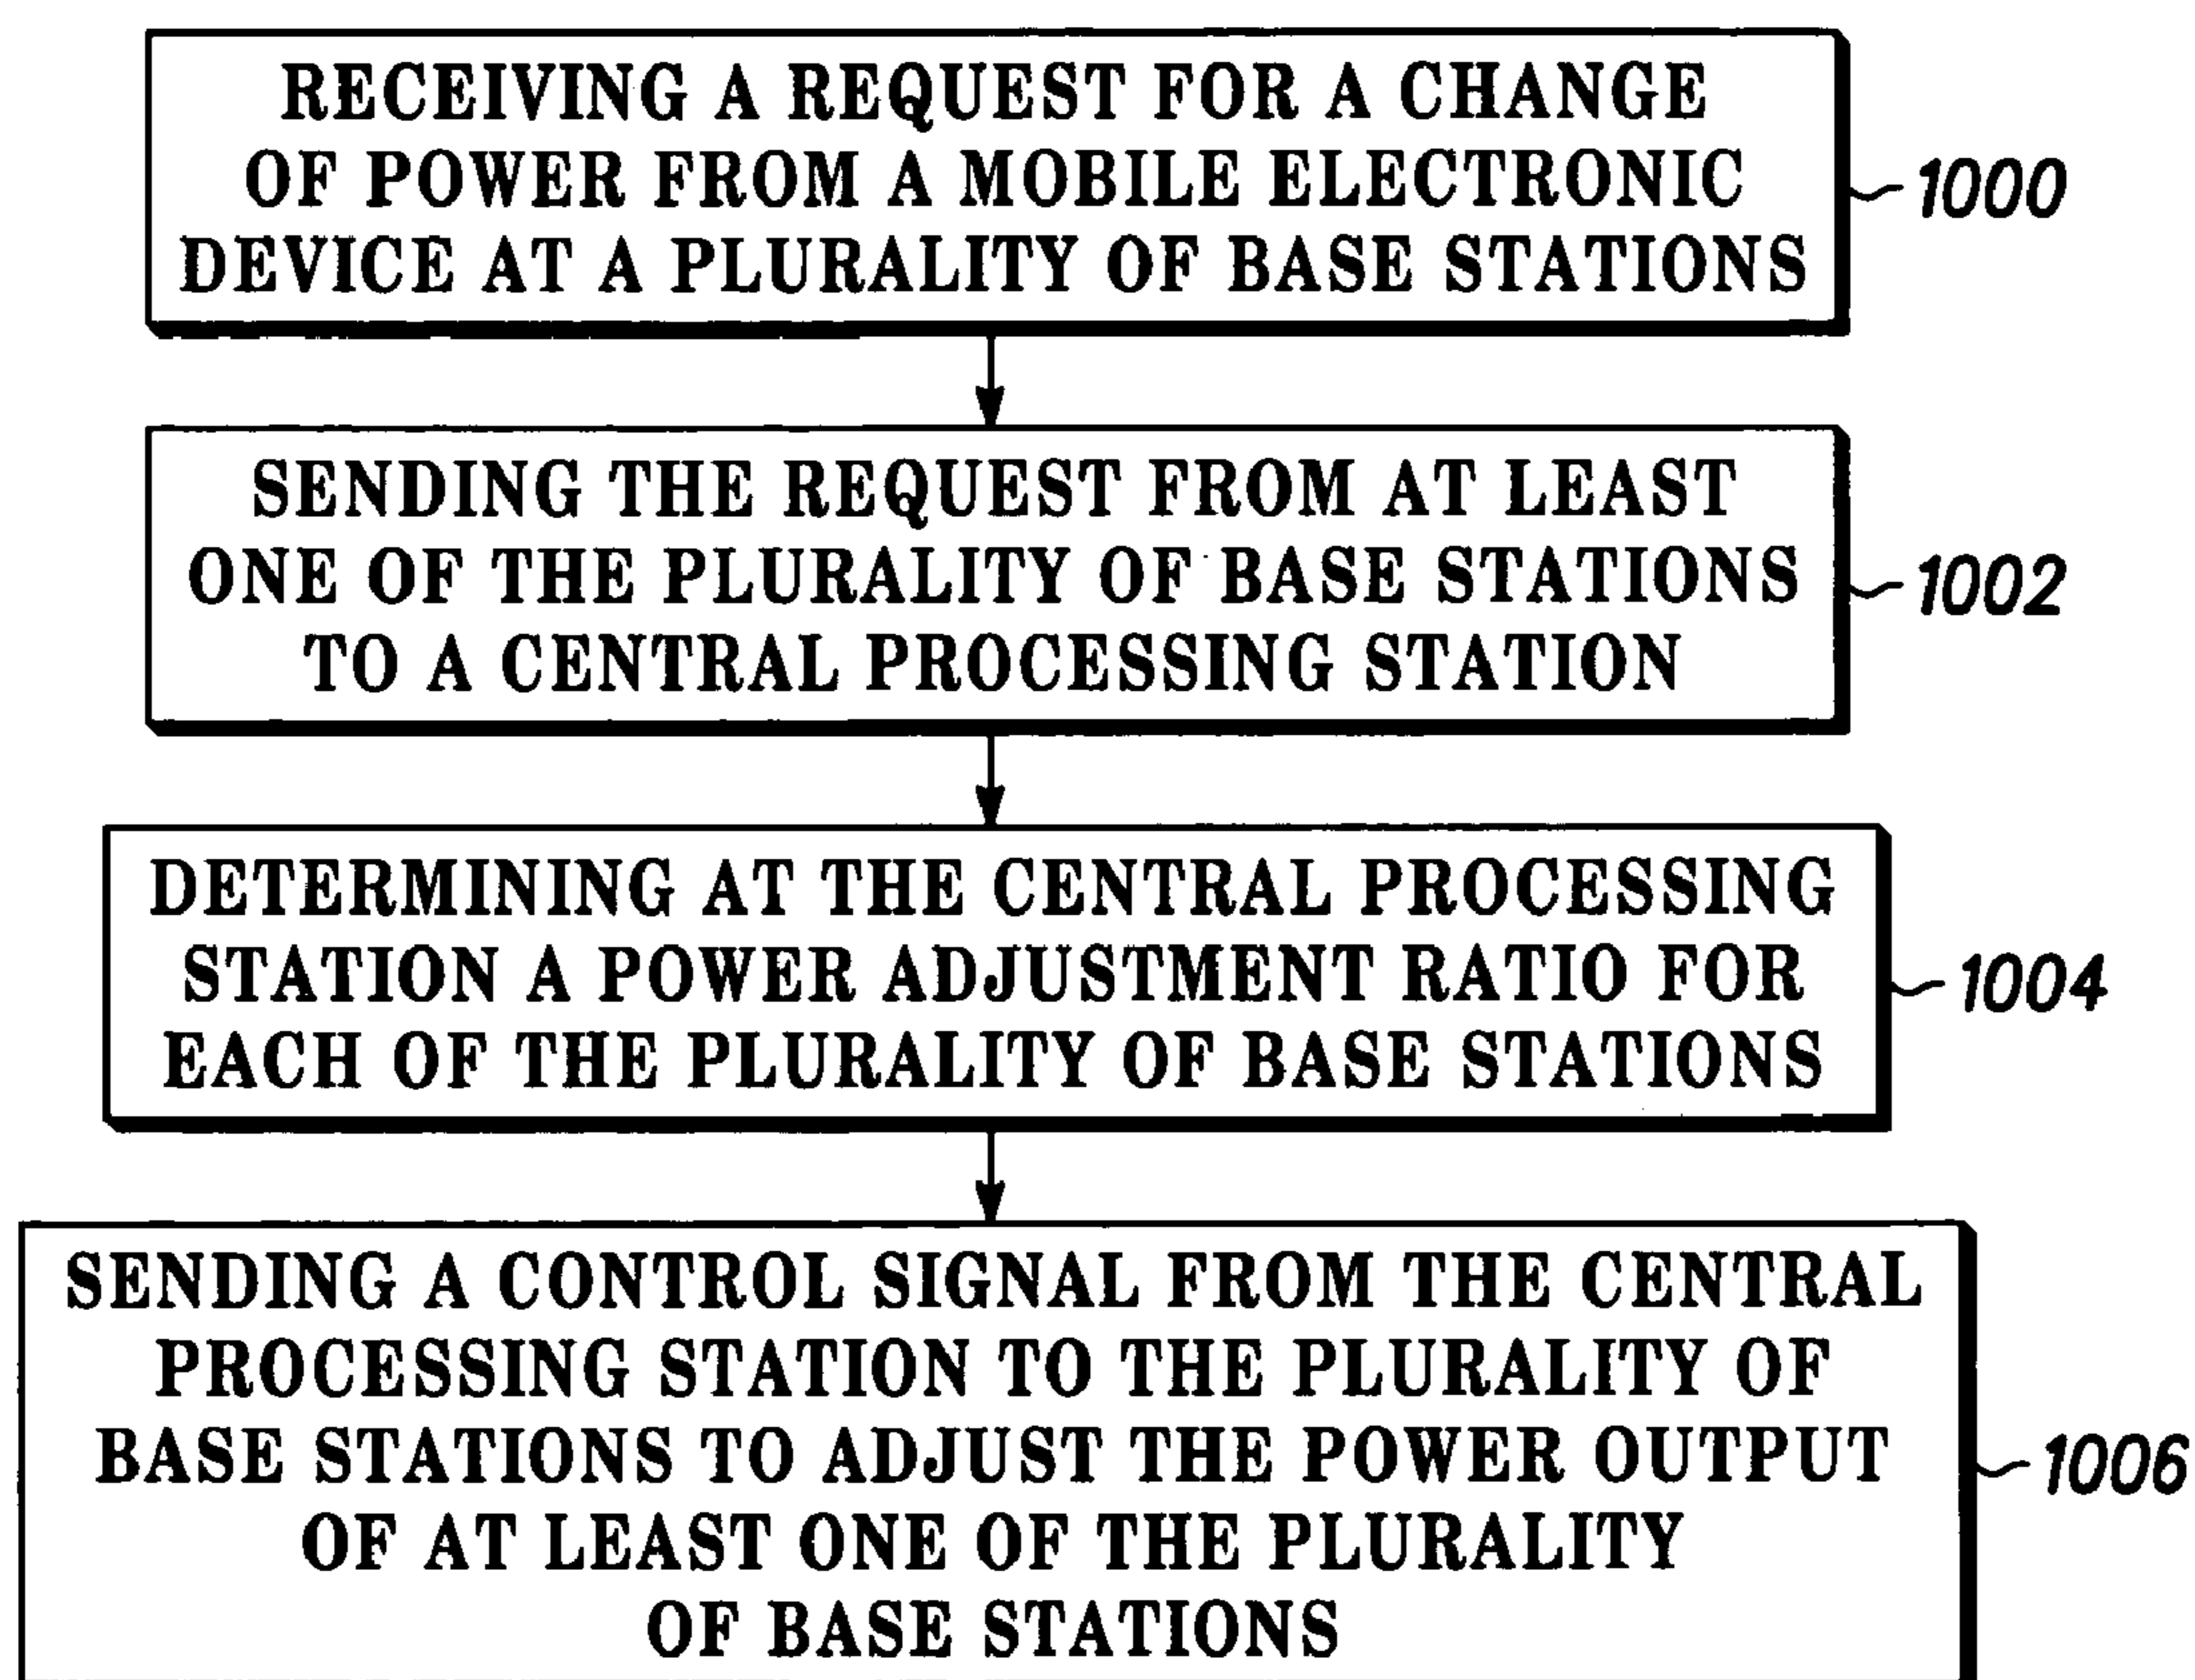 RECEIVING A REQUEST FOR A CHANGE
OF POWER FROM A MOBILE ELECTRONIC
DEVICE AT A PLURALITY OF BASE STATIONS
1000
SENDING THE REQUEST FROM AT LEAST
ONE OF THE PLURALITY OF BASE STATIONS
TO A CENTRAL PROCESSING STATION
1002
DETERMINING AT THE CENTRAL PROCESSING
STATION A POWER ADJUSTMENT RATIO FOR
EACH OF THE PLURALITY OF BASE STATIONS
1004
SENDING A CONTROL SIGNAL FROM THE CENTRAL
PROCESSING STATION TO THE PLURALITY OF
BASE STATIONS TO ADJUST THE POWER OUTPUT
OF AT LEAST ONE OF THE PLURALITY
OF BASE STATIONS
1006